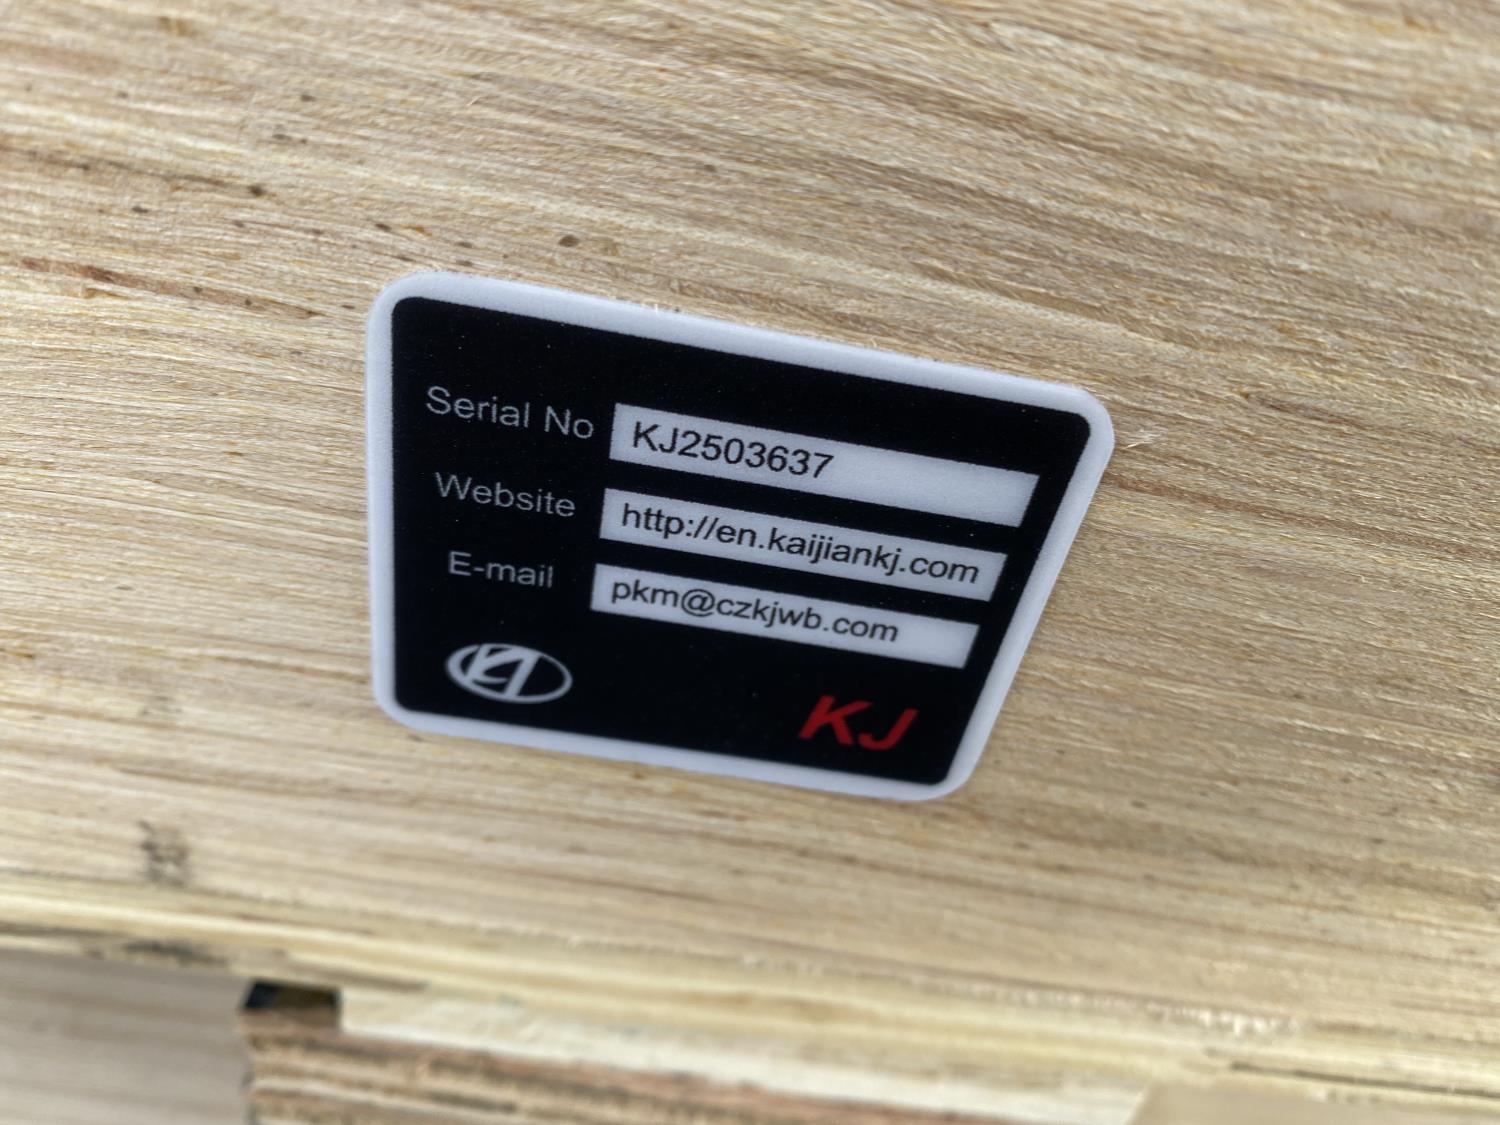 Serial No KJ2503637
Website http://en.kaijiankj.com
E-mail pkm@czkjwb.com
KJ